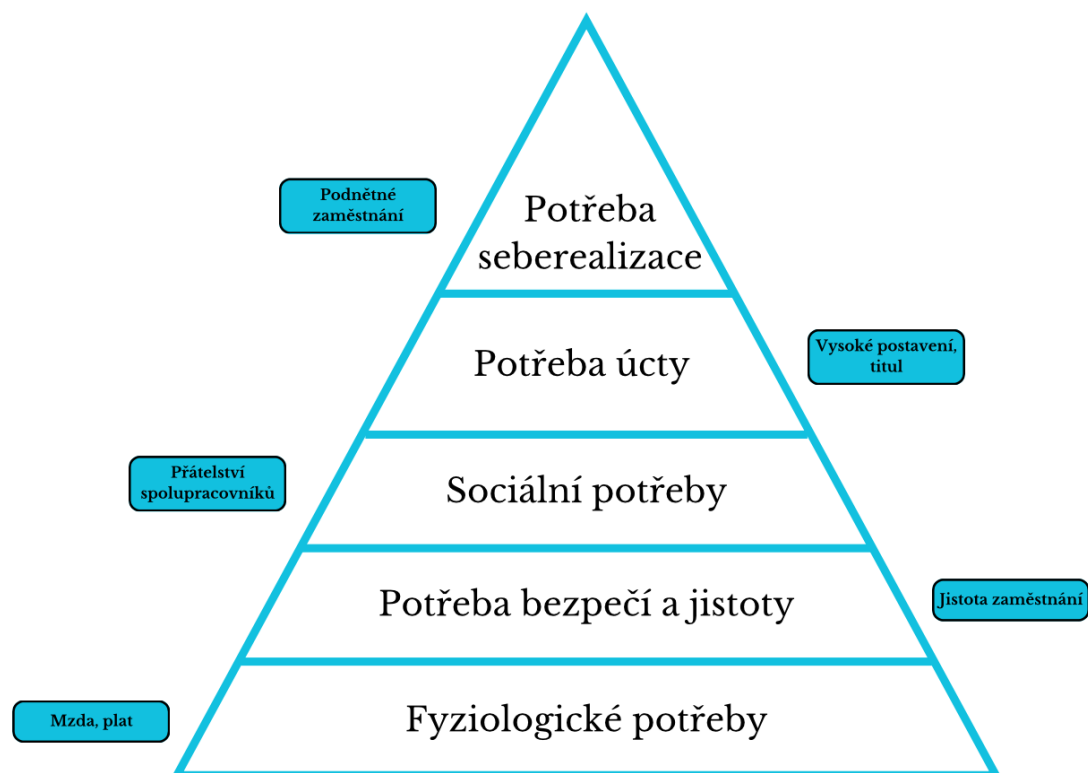 Podnětné
zaměstnání
Potřeba
seberealizace
Vysoké postavení,
titul
Potřeba úcty
Přátelství
spolupracovníků
Sociální potřeby
Jistota zaměstnání
Potřeba bezpečí a jistoty
Mzda, plat
Fyziologické potřeby